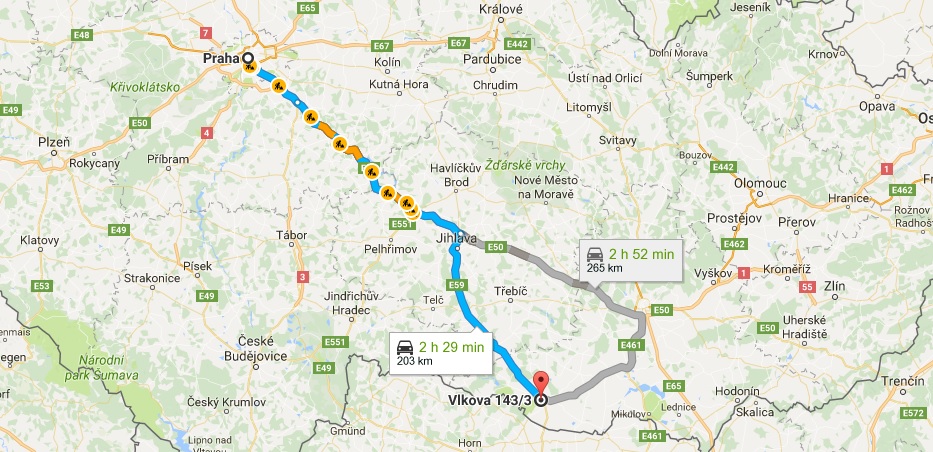 E65
Králové
Jeseník
7
E48
E67
E67
E442
Praha
Kolín
Pardubice
Dolní Morava
Krnov
Šumperk
Křivoklátsko
Kutná Hora
Chrudim
Ústí nad Orlicí
Opava
E49
E50
Litomyšl
Os
Plzeň
4
Svitavy
Rokycany
Příbram
Havlíčkův
Brod
Žďárské vrchy
Bouzov
E442
1
Nové Město
na Moravě
Olomouc
Hranice
E462
Rožnov
Radhoš
E49
E551
Prostějov
Přerov
Klatovy
Tábor
Pelhřimov
Jihlava
E50
E462
2 h 52 min
265 km
Písek
Vyškov
1
Kroměříž
Strakonice
3
E59
Třebíč
55
Zlín
E53
E49
Jindřichův
Hradec
Telč
E50
E50
Uherské
Hradiště
České
Budějovice
E551
2 h 29 min
203 km
E461
nmais
egen
Národní
park Šumava
E49
E65
Trenčín
Český Krumlov
Vlkova 143/3
Hodonín
Mikulov
Lednice
Skalica
E572
Gmünd
Horn
E461
Lipno nad
Vltavou